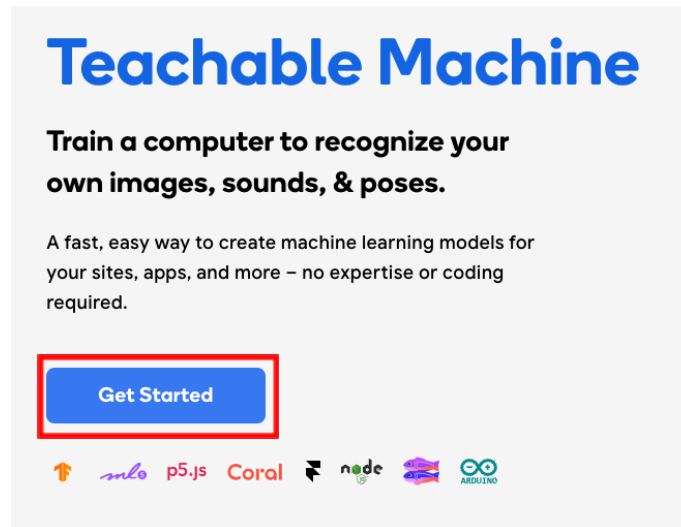 Teachable Machine
Train a computer to recognize your
own images, sounds, & poses.
A fast, easy way to create machine learning models for
your sites, apps, and more – no expertise or coding
required.
Get Started
ml5 p5.js Coral node JS ARDUINO